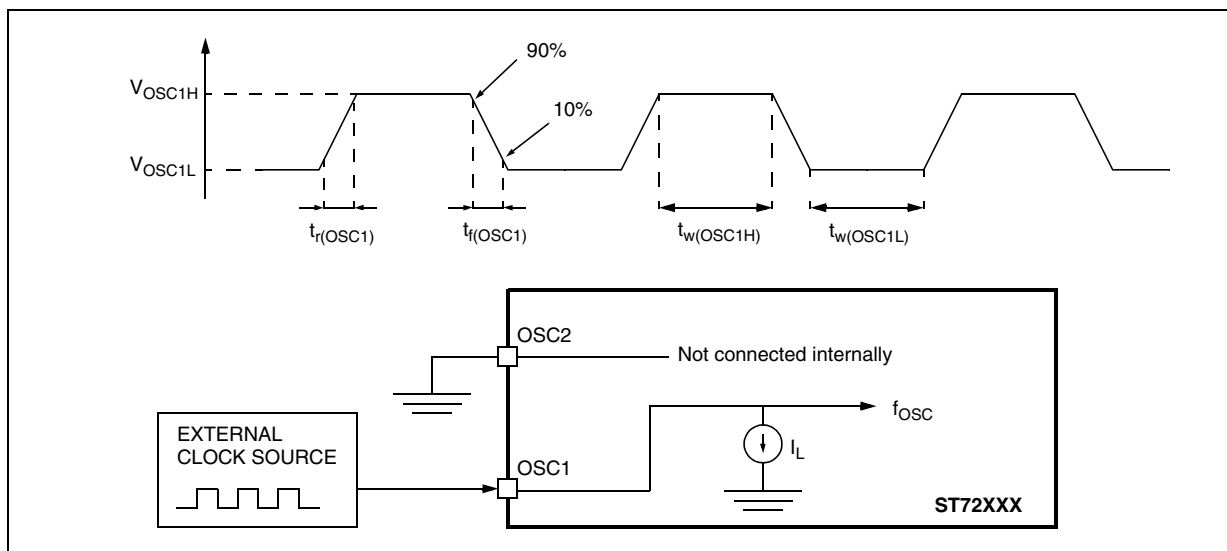 90%
VOSC1H
10%
VOSC1L
tr(OSC1) tf(OSC1) tw(OSC1H) tw(OSC1L)
OSC2
Not connected internally
fOSC
EXTERNAL
CLOCK SOURCE
IL
OSC1
ST72XXX